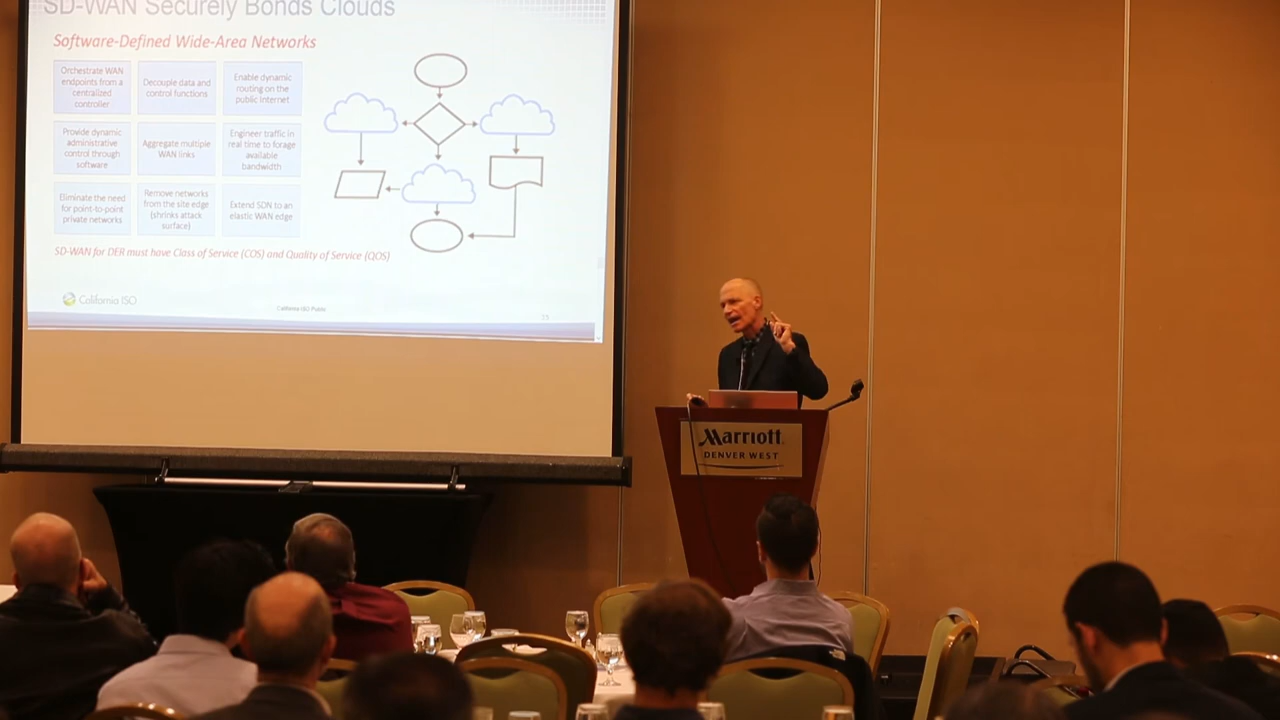 SD-WAN Securely Bonds Clouds
Software-Defined Wide-Area Networks
Orchestrate WAN
endpoints from a
centralized
controller
Decouple data and
control functions
Enable dynamic
routing on the
public internet
Provide dynamic
administrative
control through
software
Aggregate multiple
WAN links
Engineer traffic in
real time to forage
available
bandwidth
Eliminate the need
for point-to-point
private networks
Remove networks
from the site edge
(shrinks attack
surface)
Extend SDN to an
elastic WAN edge
SD-WAN for DER must have Class of Service (COS) and Quality of Service (QOS)
California ISO
California ISO Public
25
Marriott
DENVER WEST